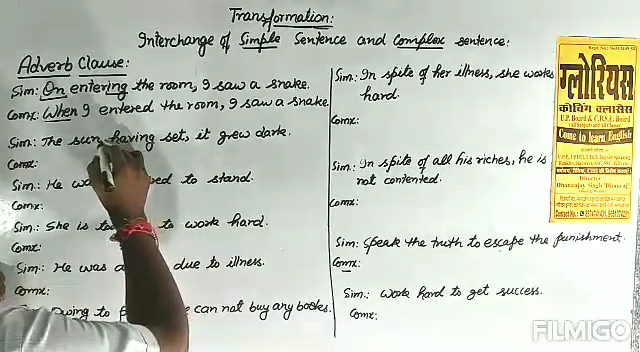 Transformation:
Interchange of Simple Sentence and Complex sentence:
Adverb Clause:
Sim: On entering the room, I saw a snake.
Comx: When I entered the room, I saw a snake.
Sim: The sun having set, it grew dark.
Comx:
Sim: He to stand.
Comx:
Sim: She is to work hard.
Comx:
Sim: He was due to illness.
Comx:
can not buy any books.
Sim: In spite of her illness, she works
hard.
Comx:
Sim: In spite of all his riches, he is
not contented.
Comx:
Sim: Speak the truth to escape the punishment.
Comx:
Sim: Work hard to get success.
Comx:
ग्लोरियस
कोचिंग क्लासेस
U.P. Board & C.B.S.E. Board
Come to learn English
Director
Dhananjay Singh
FILMIGO